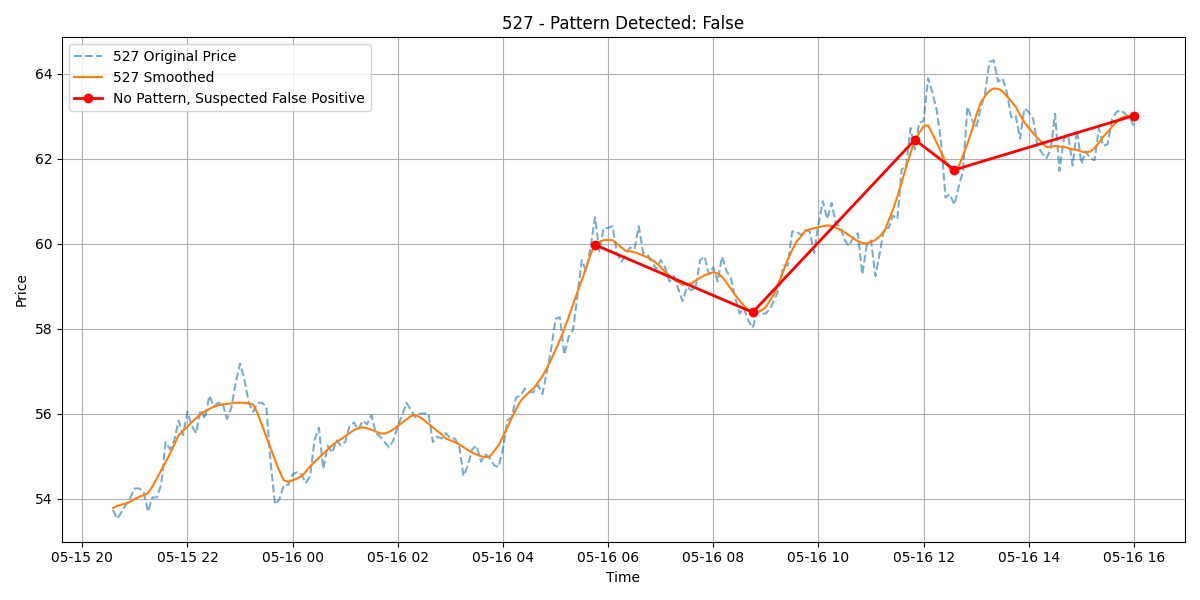 527 - Pattern Detected: False
527 Original Price
527 Smoothed
No Pattern, Suspected False Positive
Price
64
62
60
58
56
54
05-15 20 05-15 22 05-16 00 05-16 02 05-16 04 05-16 06 05-16 08 05-16 10 05-16 12 05-16 14 05-16 16
Time